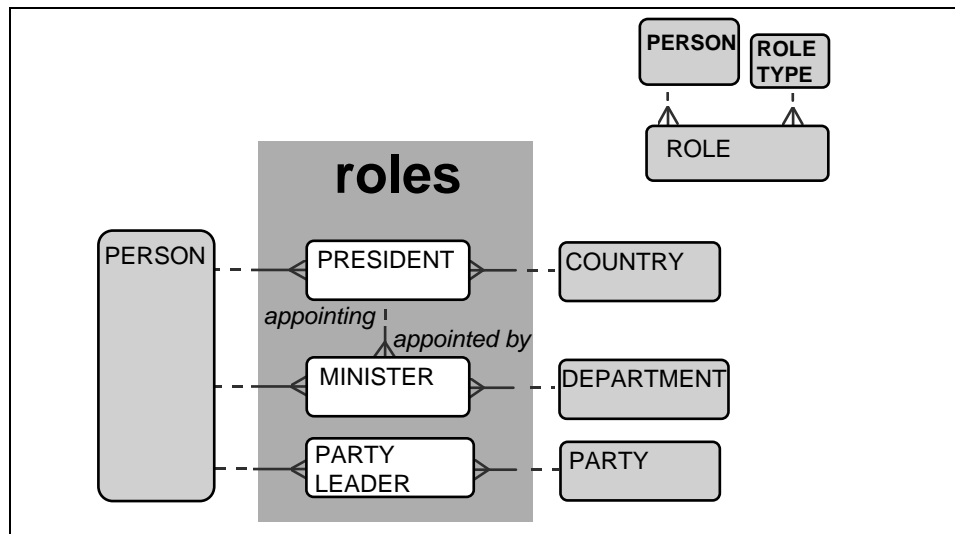 PERSON
ROLE
TYPE
ROLE
roles
PERSON
PRESIDENT
COUNTRY
appointing
appointed by
MINISTER
DEPARTMENT
PARTY
LEADER
PARTY